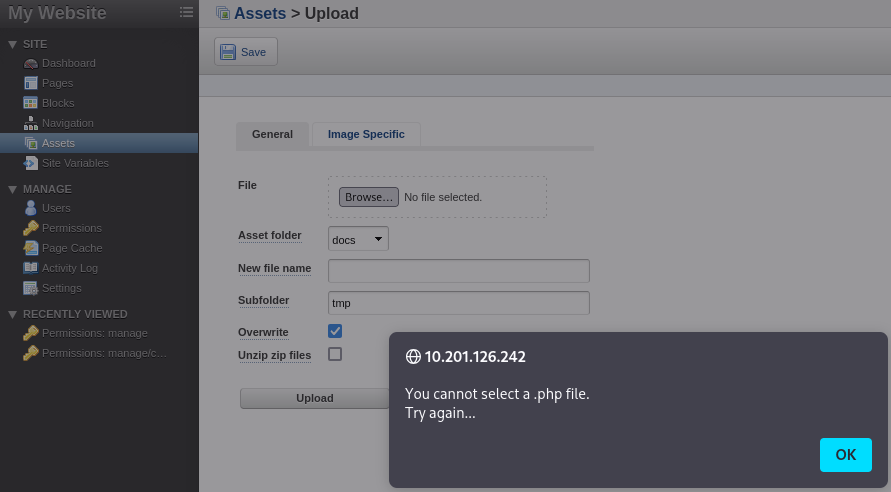 My Website
SITE
Dashboard
Pages
Blocks
Navigation
Assets
Site Variables
MANAGE
Users
Permissions
Page Cache
Activity Log
Settings
RECENTLY VIEWED
Permissions: manage
Permissions: manage/c...
Assets > Upload
Save
General
Image Specific
File
Browse...
No file selected.
Asset folder
docs
New file name
Subfolder
tmp
Overwrite
Unzip zip files
Upload
10.201.126.242
You cannot select a .php file.
Try again...
OK